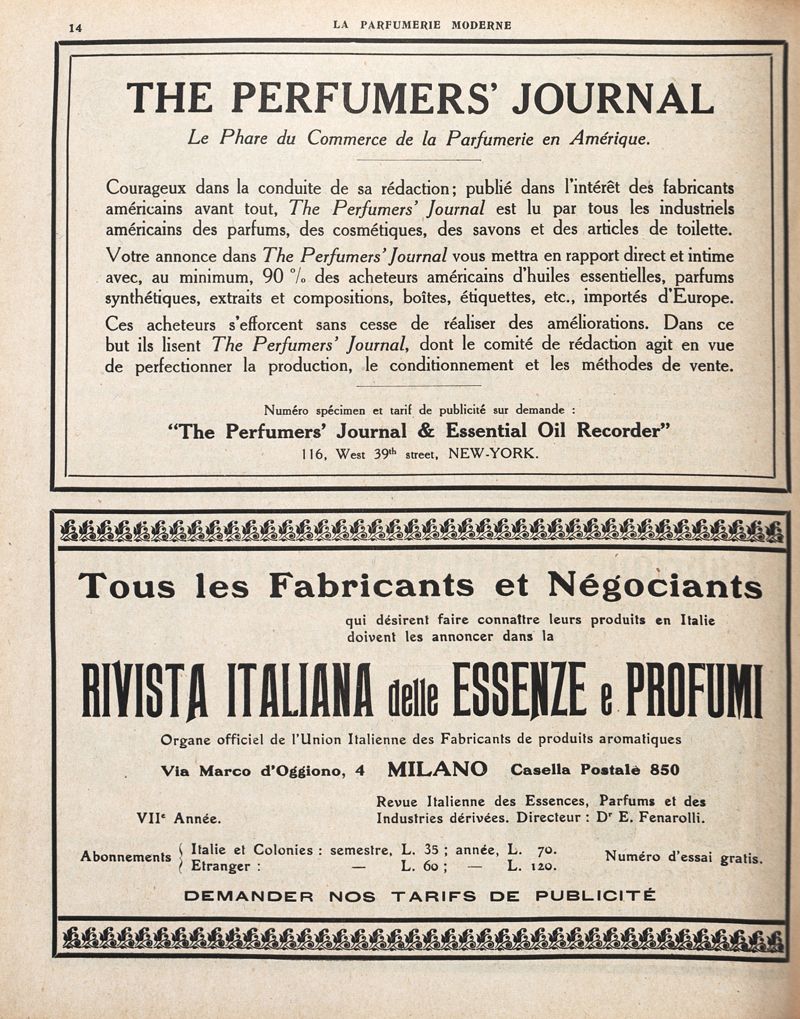 14
LA PARFUMERIE MODERNE
THE PERFUMERS' JOURNAL
Le Phare du Commerce de la Parfumerie en Amérique.
Courageux dans la conduite de sa rédaction; publié dans l'intérêt des fabricants
américains avant tout, The Perfumers' Journal est lu par tous les industriels
américains des parfums, des cosmétiques, des savons et des articles de toilette.
Votre annonce dans The Perfumers' Journal vous mettra en rapport direct et intime
avec, au minimum, 90 % des acheteurs américains d'huiles essentielles, parfums
synthétiques, extraits et compositions, boîtes, étiquettes, etc., importés d'Europe.
Ces acheteurs s'efforcent sans cesse de réaliser des améliorations. Dans ce
but ils lisent The Perfumers' Journal, dont le comité de rédaction agit en vue
de perfectionner la production, le conditionnement et les méthodes de vente.
Numéro spécimen et tarif de publicité sur demande :
"The Perfumers' Journal & Essential Oil Recorder"
116, West 39th street, NEW-YORK.
Tous les Fabricants et Négociants
qui désirent faire connaître leurs produits en Italie
doivent les annoncer dans la
RIVISTA ITALIANA delle ESSENZE e PROFUMI
Organe officiel de l'Union Italienne des Fabricants de produits aromatiques
Via Marco d'Oggiono, 4 MILANO Casella Postalè 850
VIIe Année.
Revue Italienne des Essences, Parfums et des
Industries dérivées. Directeur : Dr E. Fenarolli.
Abonnements { Italie et Colonies : semestre, L. 35 ; année, L. 70.
Etranger : — L. 60 ; — L. 120.
Numéro d'essai gratis.
DEMANDER NOS TARIFS DE PUBLICITÉ